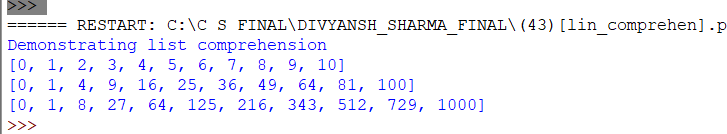 >>>
====== RESTART: C:\C S FINAL\DIVYANSH_SHARMA_FINAL\(43)[lin_comprehen].p
Demonstrating list comprehension
[0, 1, 2, 3, 4, 5, 6, 7, 8, 9, 10]
[0, 1, 4, 9, 16, 25, 36, 49, 64, 81, 100]
[0, 1, 8, 27, 64, 125, 216, 343, 512, 729, 1000]
>>>